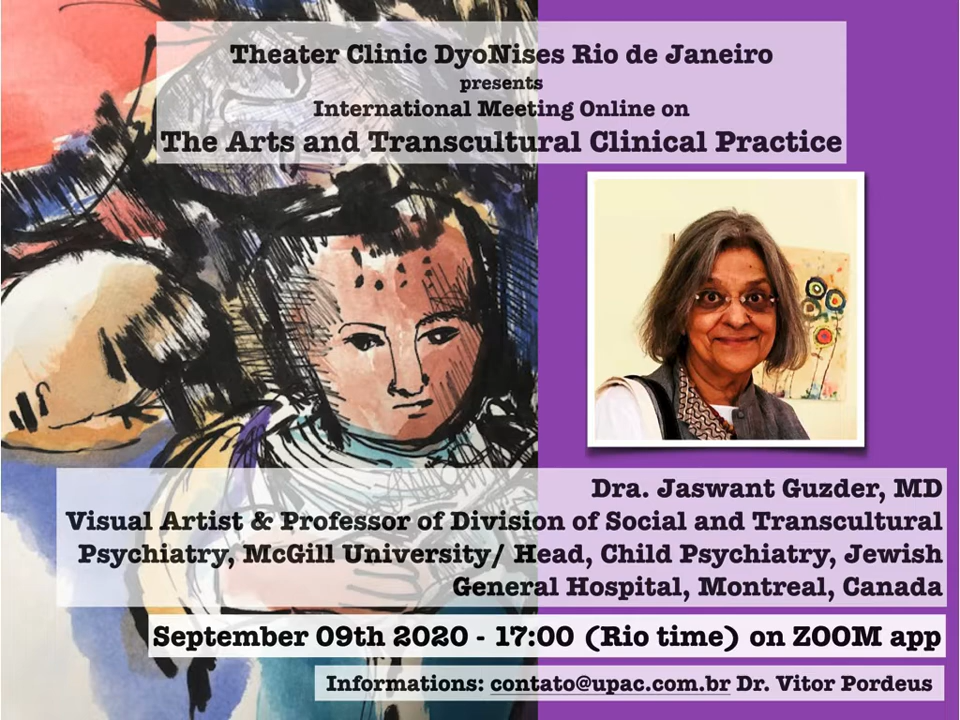 Theater Clinic DyoNises Rio de Janeiro
presents
International Meeting Online on
The Arts and Transcultural Clinical Practice
Dra. Jaswant Guzder, MD
Visual Artist & Professor of Division of Social and Transcultural
Psychiatry, McGill University/ Head, Child Psychiatry, Jewish
General Hospital, Montreal, Canada
September 09th 2020 - 17:00 (Rio time) on ZOOM app
Informations: contato@upac.com.br Dr. Vitor Pordeus